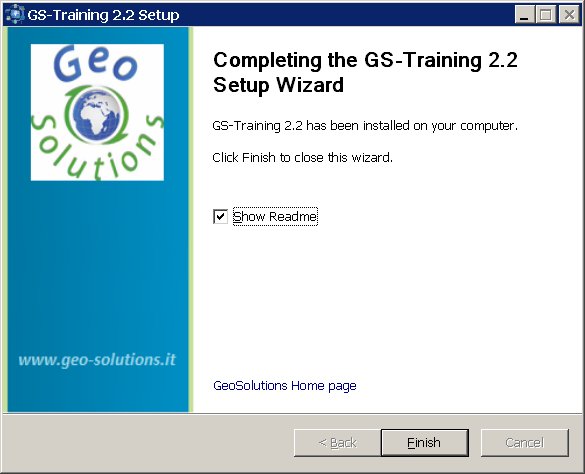 GS-Training 2.2 Setup
Geo
Solutions
www.geo-solutions.it
Completing the GS-Training 2.2
Setup Wizard
GS-Training 2.2 has been installed on your computer.
Click Finish to close this wizard.
Show Readme
GeoSolutions Home page
< Back
Finish
Cancel